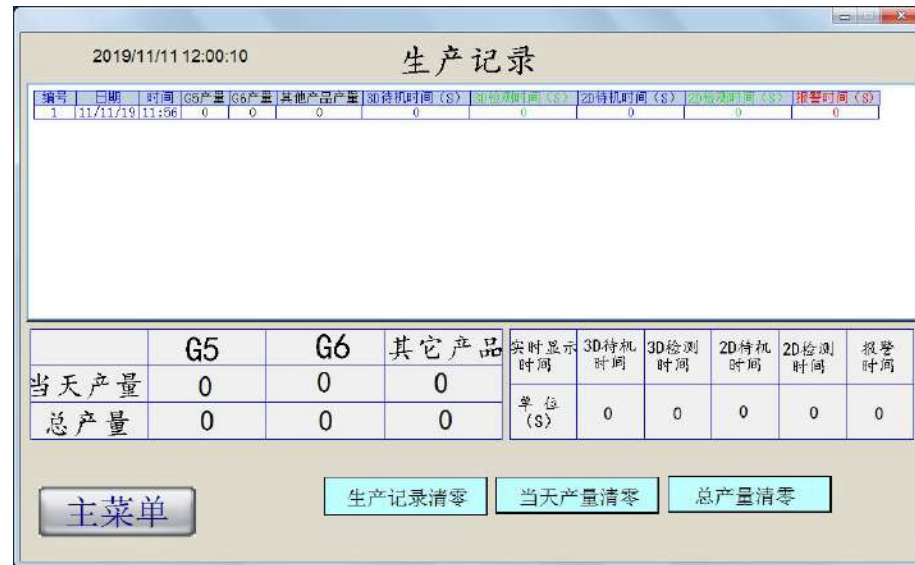 2019/11/11 12:00:10
生产记录
编号 日期 时间 G5产量 G6产量 其他产品产量 3D待机时间（S） 3D检测时间（S） 2D待机时间（S） 2D检测时间（S） 报警时间（S）
1 11/11/19 11:56 0 0 0 0 0 0 0 0
G5 G6 其它产品
当天产量 0 0 0
总产量 0 0 0
实时显示时间 3D待机时间 3D检测时间 2D待机时间 2D检测时间 报警时间
单位（S） 0 0 0 0 0
生产记录清零 当天产量清零 总产量清零
主菜单